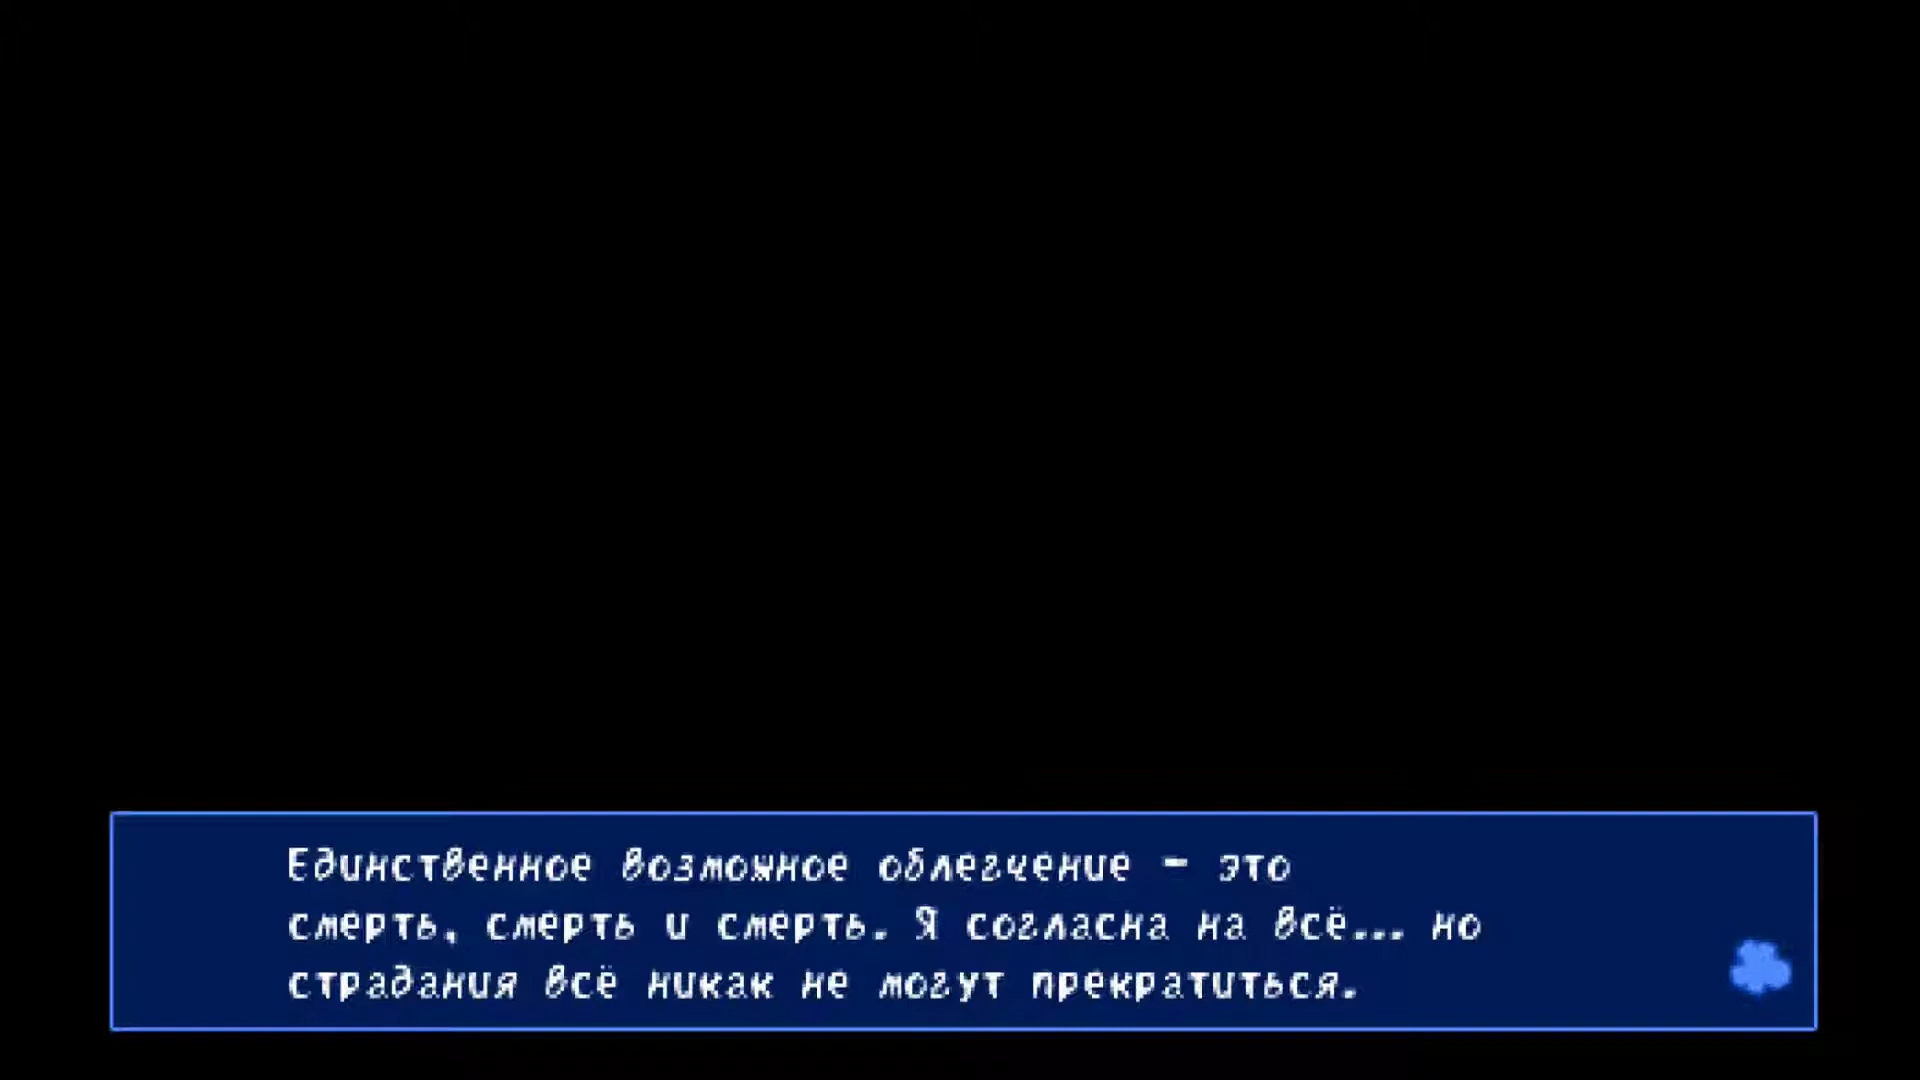 Единственное возможное облегчение - это
смерть, смерть и смерть. Я согласна на всё... но
страдания всё никак не могут прекратиться.